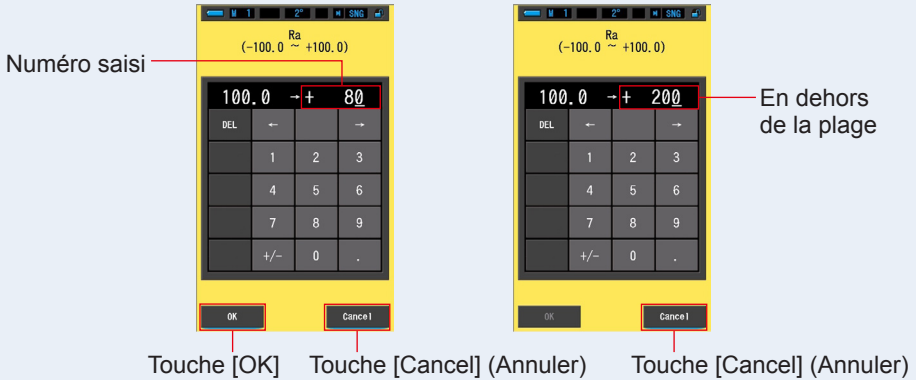 M 1 2° SNG
Ra
(-100.0 ~ +100.0)
Numéro saisi
100.0 →+ 80
DEL ← →
1 2 3
4 5 6
7 8 9
+/- 0 .
OK Cancel
Touche [OK] Touche [Cancel] (Annuler)
M 1 2° SNG
Ra
(-100.0 ~ +100.0)
100.0 →+ 200
En dehors
de la plage
DEL ← →
1 2 3
4 5 6
7 8 9
+/- 0 .
OK Cancel
Touche [Cancel] (Annuler)